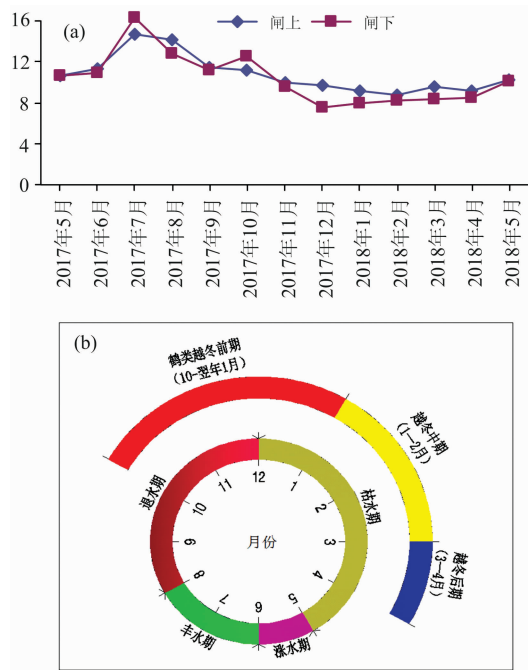 (a)
闸上
闸下
16
12
8
4
0
2017年5月
2017年6月
2017年7月
2017年8月
2017年9月
2017年10月
2017年11月
2017年12月
2018年1月
2018年2月
2018年3月
2018年4月
2018年5月
(b)
鹤类越冬前期
(10-翌年1月)
越冬中期
(1—2月)
越冬后期
(3—4月)
退水期
枯水期
丰水期
涨水期
月份
12
1
2
3
4
5
6
7
8
9
10
11